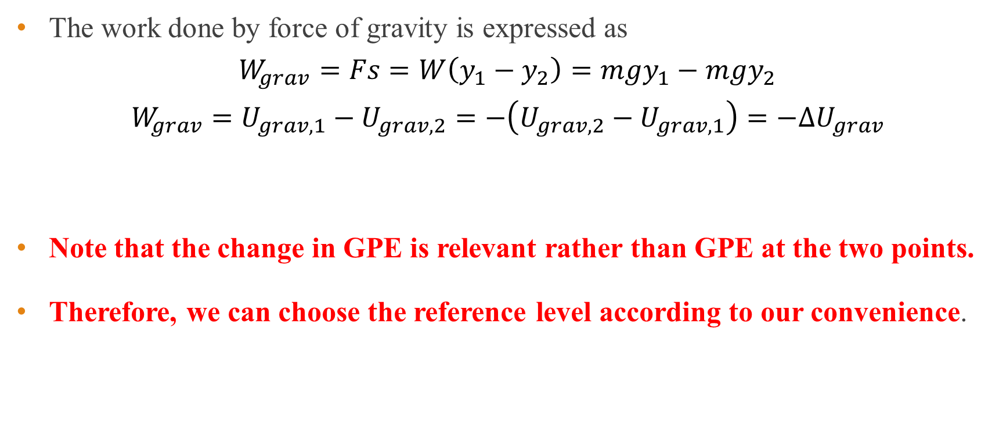 • The work done by force of gravity is expressed as
$W_{grav} = Fs = W(y_1 - y_2) = mgy_1 - mgy_2$
$W_{grav} = U_{grav,1} - U_{grav,2} = -(U_{grav,2} - U_{grav,1}) = -\Delta U_{grav}$
• Note that the change in GPE is relevant rather than GPE at the two points.
• Therefore, we can choose the reference level according to our convenience.